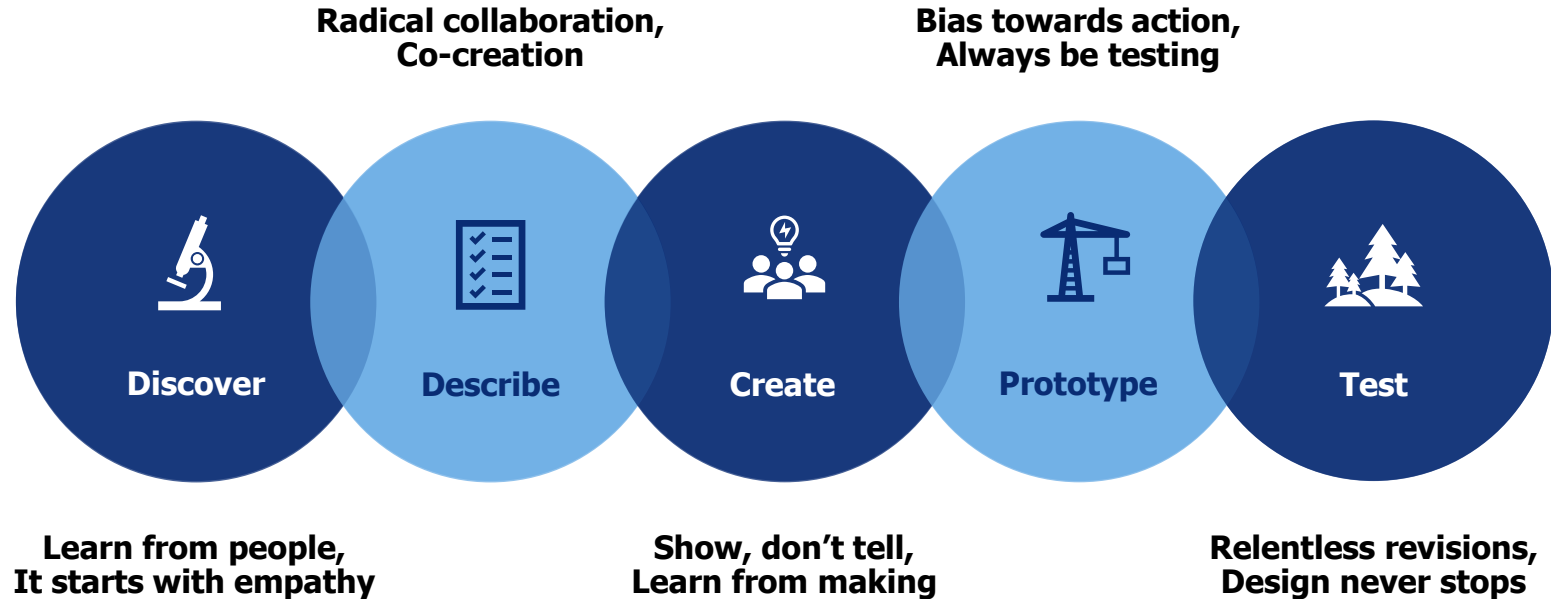 Radical collaboration,
Co-creation
Bias towards action,
Always be testing
Discover
Describe
Create
Prototype
Test
Learn from people,
It starts with empathy
Show, don’t tell,
Learn from making
Relentless revisions,
Design never stops